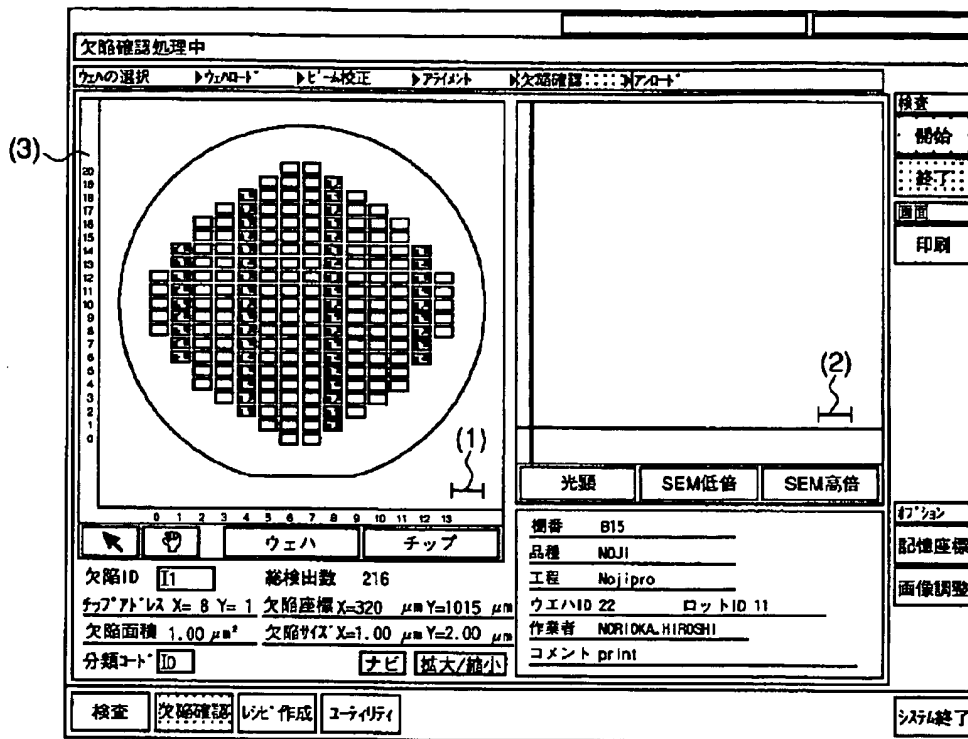 欠陥確認処理中
ウェハの選択 ▶ウェハロード ▶ビーム校正 ▶アライメント ▶欠陥確認 ▶アンロード
検査
開始
終了
画面
印刷
(3)
20
19
18
17
16
15
14
13
12
11
10
9
8
7
6
5
4
3
2
1
0
(1)
(2)
0 1 2 3 4 5 6 7 8 9 10 11 12 13
光顕 SEM低倍 SEM高倍
ウェハ チップ
欠陥ID I1 総検出数 216
チップアドレス X= 8 Y= 1 欠陥座標 X=320 μm Y=1015 μm
欠陥面積 1.00 μm² 欠陥サイズ X=1.00 μm Y=2.00 μm
分類コード ID ナビ 拡大/縮小
棚番 B15
品種 NOJI
工程 Nojipro
ウエハID 22 ロットID 11
作業者 NORIOKA.HIROSHI
コメント print
オプション
記憶座標
画像調整
検査 欠陥確認 レシピ作成 ユーティリティ
システム終了